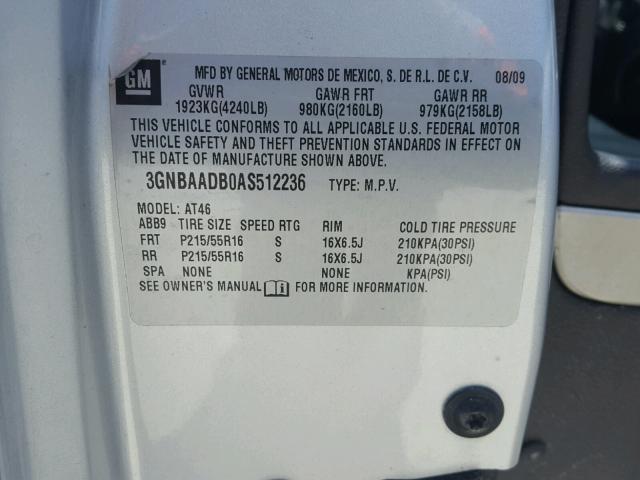 GM ®
MFD BY GENERAL MOTORS DE MEXICO, S. DE R.L. DE C.V. 08/09
GVWR GAWR FRT GAWR RR
1923KG(4240LB) 980KG(2160LB) 979KG(2158LB)
THIS VEHICLE CONFORMS TO ALL APPLICABLE U.S. FEDERAL MOTOR
VEHICLE SAFETY AND THEFT PREVENTION STANDARDS IN EFFECT ON
THE DATE OF MANUFACTURE SHOWN ABOVE.
3GNBAADB0AS512236 TYPE: M.P.V.
MODEL: AT46
ABB9 TIRE SIZE SPEED RTG RIM COLD TIRE PRESSURE
FRT P215/55R16 S 16X6.5J 210KPA(30PSI)
RR P215/55R16 S 16X6.5J 210KPA(30PSI)
SPA NONE NONE KPA(PSI)
SEE OWNER'S MANUAL i FOR MORE INFORMATION.